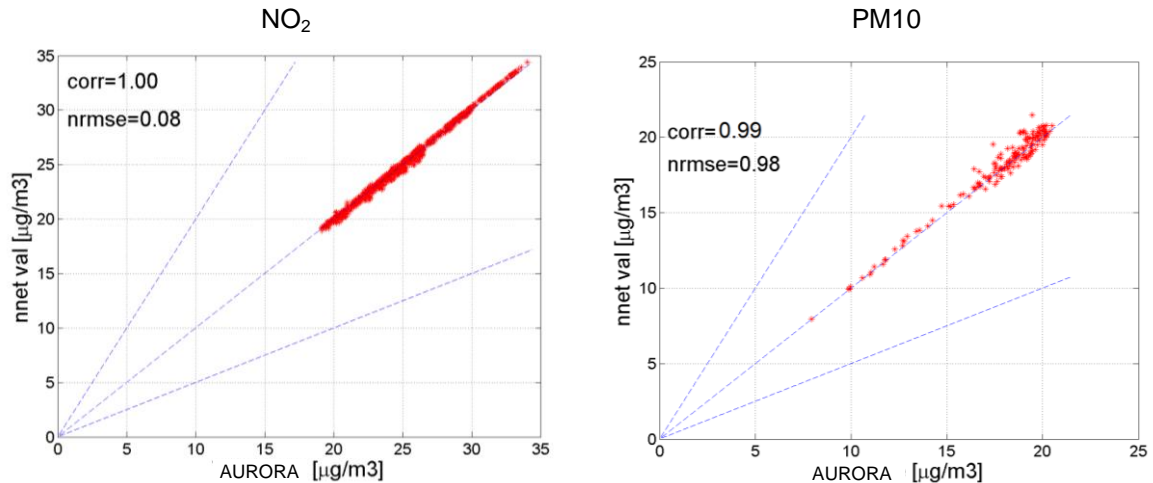 NO₂
35
30
25
20
15
10
5
0
corr=1.00
nrmse=0.08
nnet val [μg/m3]
0 5 10 15 20 25 30 35
AURORA [μg/m3]
PM10
25
20
15
10
5
0
corr=0.99
nrmse=0.98
nnet val [μg/m3]
0 5 10 15 20 25
AURORA [μg/m3]